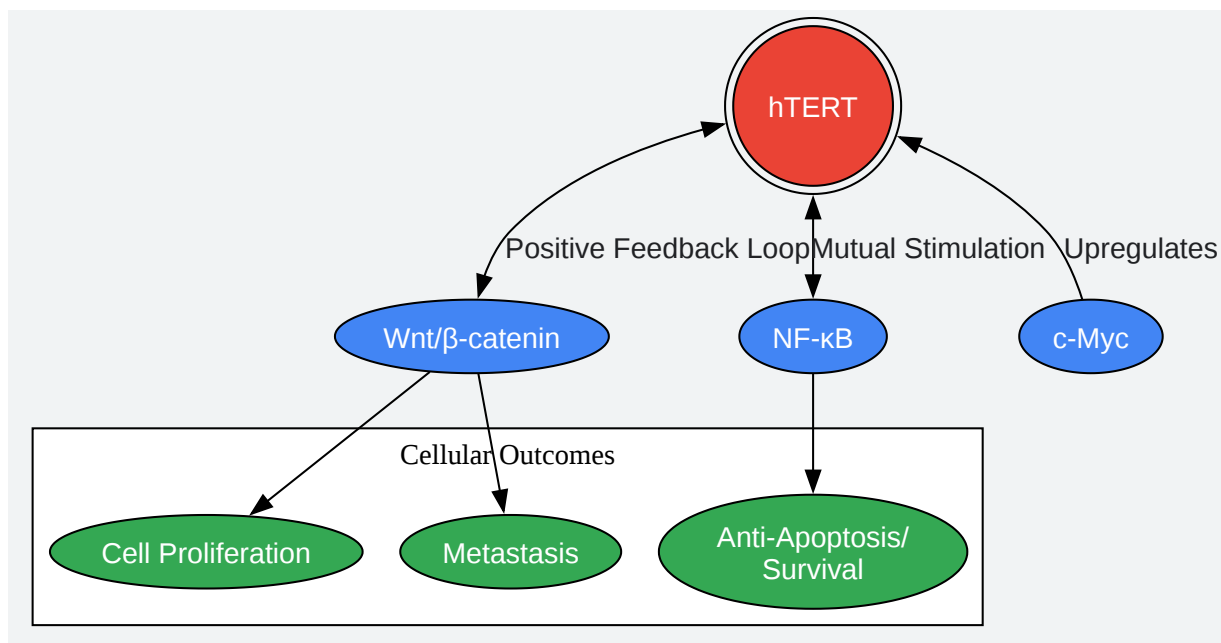 hTERT
Positive Feedback Loop
Mutual Stimulation
Upregulates
Wnt/β-catenin
NF-κB
c-Myc
Cellular Outcomes
Cell Proliferation
Metastasis
Anti-Apoptosis/
Survival